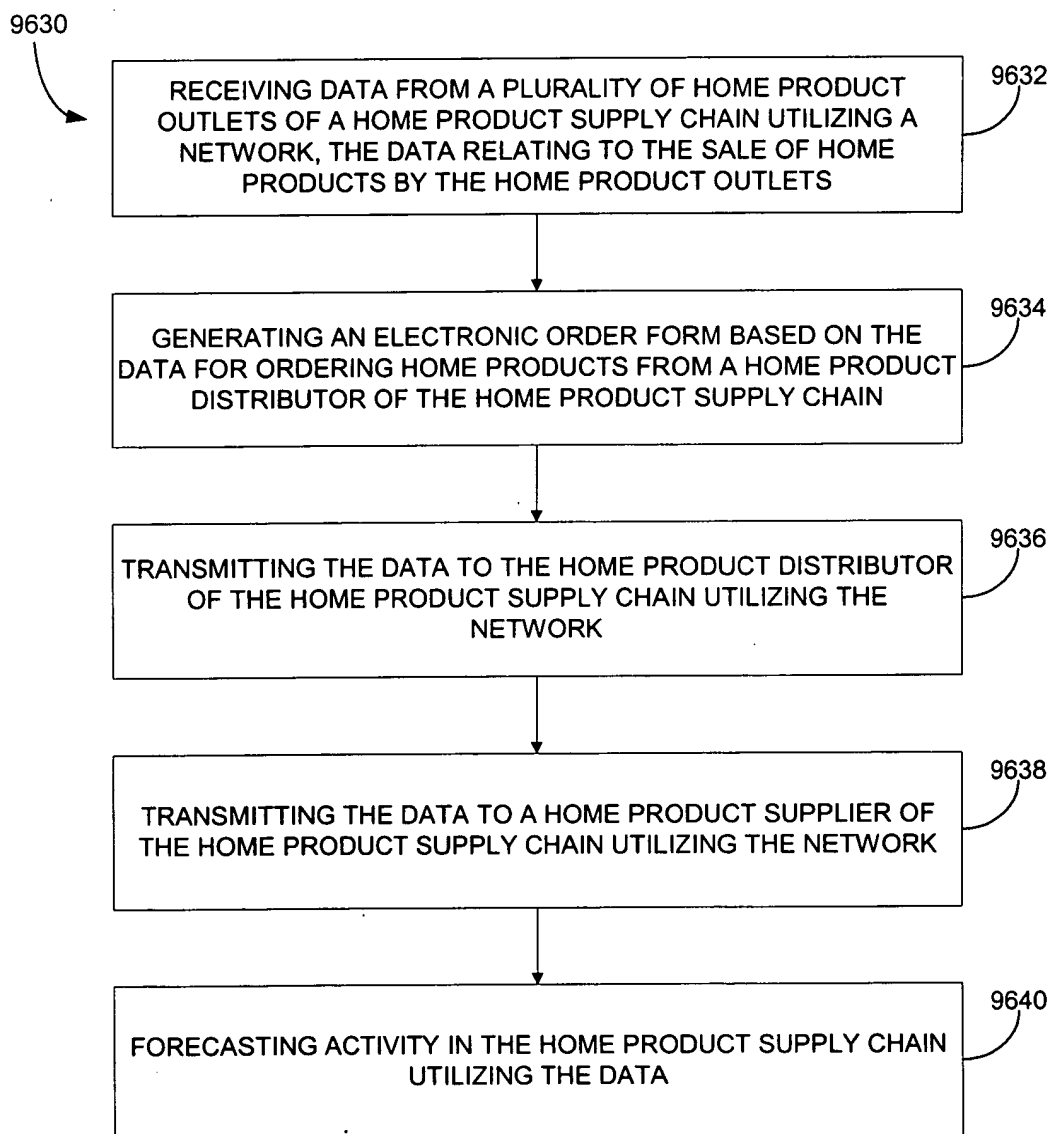 9630
RECEIVING DATA FROM A PLURALITY OF HOME PRODUCT
OUTLETS OF A HOME PRODUCT SUPPLY CHAIN UTILIZING A
NETWORK, THE DATA RELATING TO THE SALE OF HOME
PRODUCTS BY THE HOME PRODUCT OUTLETS
9632
GENERATING AN ELECTRONIC ORDER FORM BASED ON THE
DATA FOR ORDERING HOME PRODUCTS FROM A HOME PRODUCT
DISTRIBUTOR OF THE HOME PRODUCT SUPPLY CHAIN
9634
TRANSMITTING THE DATA TO THE HOME PRODUCT DISTRIBUTOR
OF THE HOME PRODUCT SUPPLY CHAIN UTILIZING THE
NETWORK
9636
TRANSMITTING THE DATA TO A HOME PRODUCT SUPPLIER OF
THE HOME PRODUCT SUPPLY CHAIN UTILIZING THE NETWORK
9638
FORECASTING ACTIVITY IN THE HOME PRODUCT SUPPLY CHAIN
UTILIZING THE DATA
9640